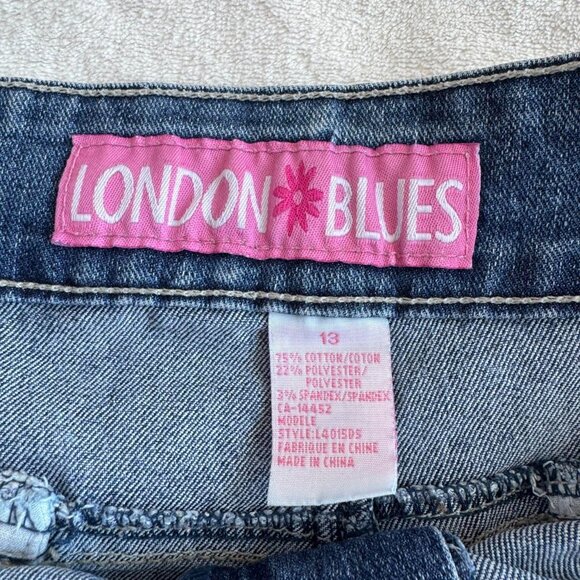 LONDON BLUES
13
75% COTTON/COTON
22% POLYESTER/
POLYESTER
3% SPANDEX/SPANDEX
CA-14452
MODELE
STYLE:L4015DS
FABRIQUE EN CHINE
MADE IN CHINA